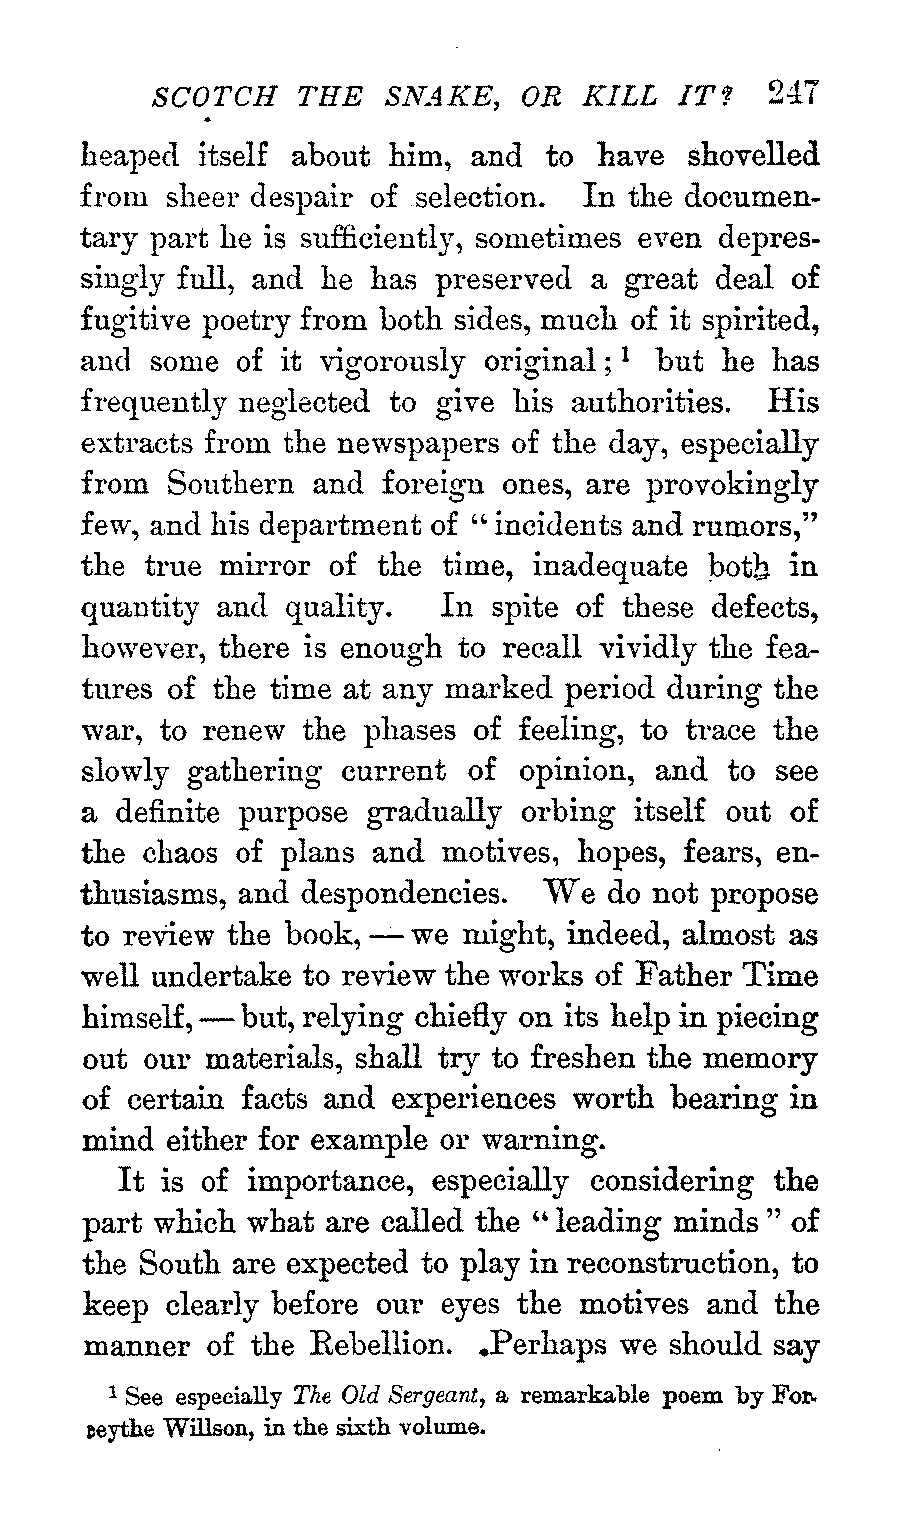 SCOTCH THE SNAKE, OR KILL IT? 247
heaped itself about him, and to have shovelled
from sheer despair of selection. In the documen-
tary part he is sufficiently, sometimes even depres-
singly full, and he has preserved a great deal of
fugitive poetry from both sides, much of it spirited,
and some of it vigorously original; ¹ but he has
frequently neglected to give his authorities. His
extracts from the newspapers of the day, especially
from Southern and foreign ones, are provokingly
few, and his department of “incidents and rumors,”
the true mirror of the time, inadequate both in
quantity and quality. In spite of these defects,
however, there is enough to recall vividly the fea-
tures of the time at any marked period during the
war, to renew the phases of feeling, to trace the
slowly gathering current of opinion, and to see
a definite purpose gradually orbing itself out of
the chaos of plans and motives, hopes, fears, en-
thusiasms, and despondencies. We do not propose
to review the book, — we might, indeed, almost as
well undertake to review the works of Father Time
himself, — but, relying chiefly on its help in piecing
out our materials, shall try to freshen the memory
of certain facts and experiences worth bearing in
mind either for example or warning.
It is of importance, especially considering the
part which what are called the “leading minds” of
the South are expected to play in reconstruction, to
keep clearly before our eyes the motives and the
manner of the Rebellion. Perhaps we should say
¹ See especially The Old Sergeant, a remarkable poem by For-
ceythe Willson, in the sixth volume.